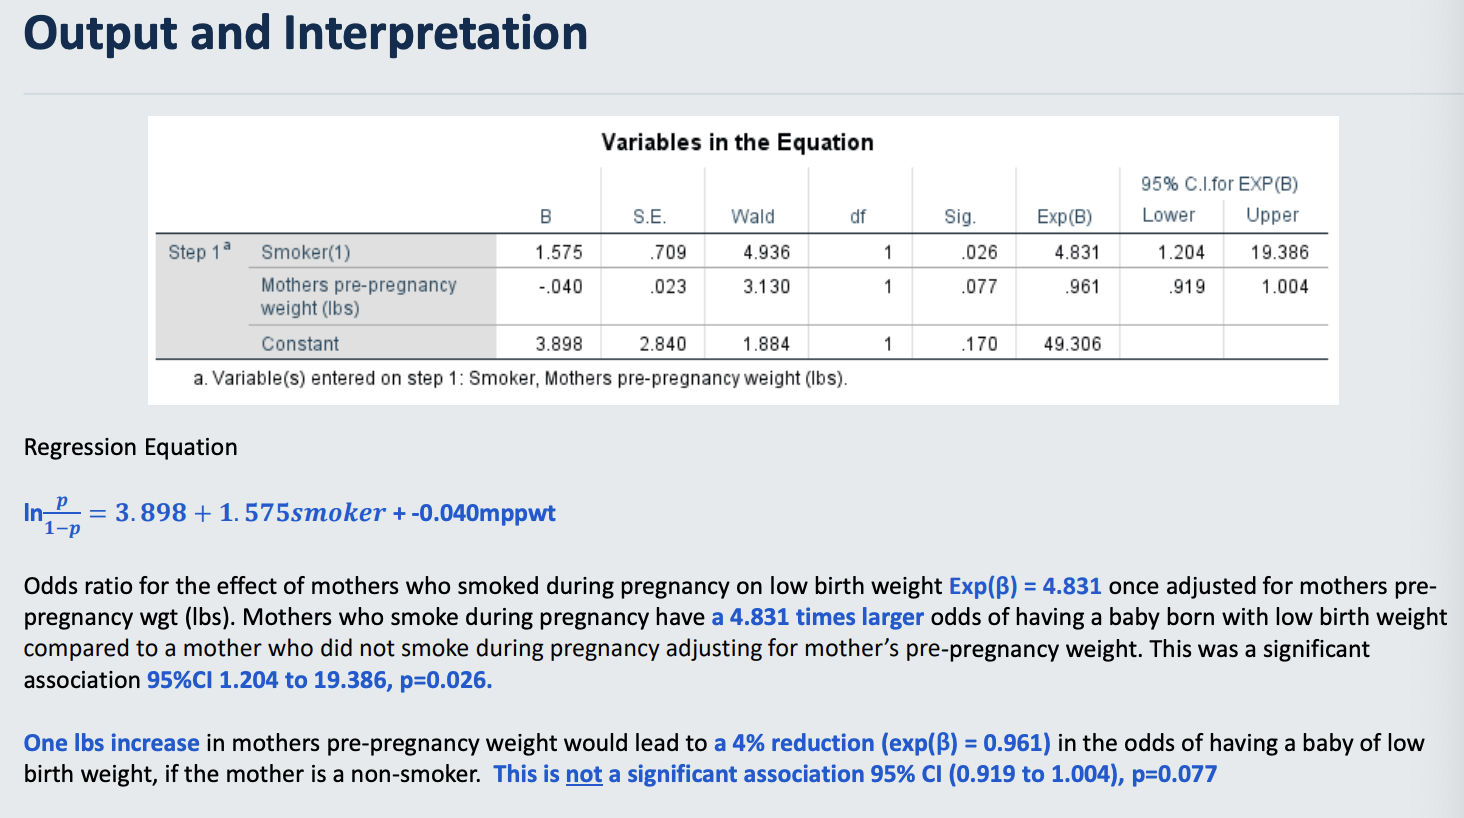 Output and Interpretation
Variables in the Equation
95% C.I.for EXP(B)
B S.E. Wald df Sig. Exp(B) Lower Upper
Step 1a Smoker(1) 1.575 .709 4.936 1 .026 4.831 1.204 19.386
Mothers pre-pregnancy weight (lbs) -.040 .023 3.130 1 .077 .961 .919 1.004
Constant 3.898 2.840 1.884 1 .170 49.306
a. Variable(s) entered on step 1: Smoker, Mothers pre-pregnancy weight (lbs).
Regression Equation
ln p/1−p = 3.898 + 1.575smoker + -0.040mppwt
Odds ratio for the effect of mothers who smoked during pregnancy on low birth weight Exp(β) = 4.831 once adjusted for mothers pre-
pregnancy wgt (lbs). Mothers who smoke during pregnancy have a 4.831 times larger odds of having a baby born with low birth weight
compared to a mother who did not smoke during pregnancy adjusting for mother’s pre-pregnancy weight. This was a significant
association 95%CI 1.204 to 19.386, p=0.026.
One lbs increase in mothers pre-pregnancy weight would lead to a 4% reduction (exp(β) = 0.961) in the odds of having a baby of low
birth weight, if the mother is a non-smoker. This is not a significant association 95% CI (0.919 to 1.004), p=0.077